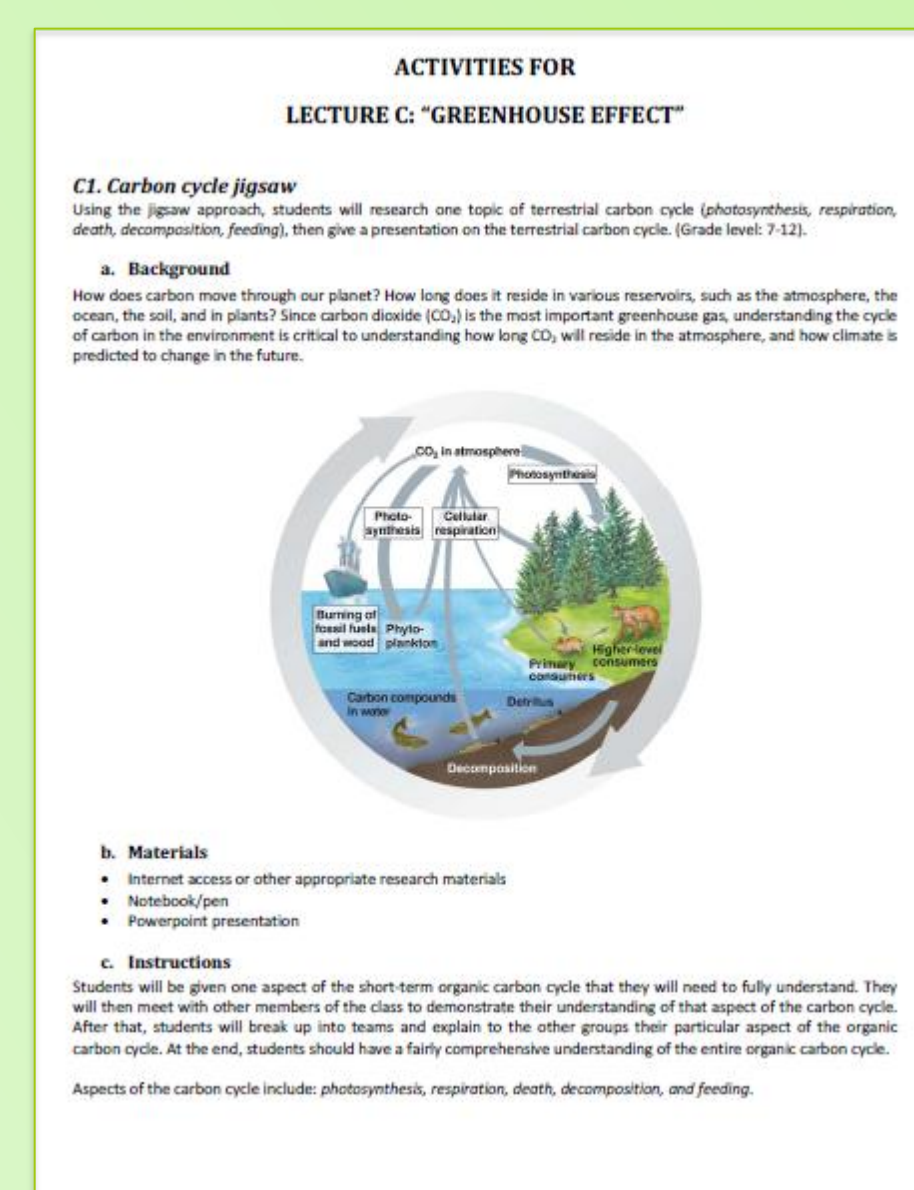 ACTIVITIES FOR
LECTURE C: “GREENHOUSE EFFECT”
C1. Carbon cycle jigsaw
Using the jigsaw approach, students will research one topic of terrestrial carbon cycle (photosynthesis, respiration,
death, decomposition, feeding), then give a presentation on the terrestrial carbon cycle. (Grade level: 7-12).
a. Background
How does carbon move through our planet? How long does it reside in various reservoirs, such as the atmosphere, the
ocean, the soil, and in plants? Since carbon dioxide (CO₂) is the most important greenhouse gas, understanding the cycle
of carbon in the environment is critical to understanding how long CO₂ will reside in the atmosphere, and how climate is
predicted to change in the future.
CO₂ in atmosphere
Photosynthesis
Photo-
synthesis
Cellular
respiration
Burning of
fossil fuels
and wood
Phyto-
plankton
Higher-level
consumers
Primary
consumers
Carbon compounds
in water
Detritus
Decomposition
b. Materials
• Internet access or other appropriate research materials
• Notebook/pen
• Powerpoint presentation
c. Instructions
Students will be given one aspect of the short-term organic carbon cycle that they will need to fully understand. They
will then meet with other members of the class to demonstrate their understanding of that aspect of the carbon cycle.
After that, students will break up into teams and explain to the other groups their particular aspect of the organic
carbon cycle. At the end, students should have a fairly comprehensive understanding of the entire organic carbon cycle.
Aspects of the carbon cycle include: photosynthesis, respiration, death, decomposition, and feeding.